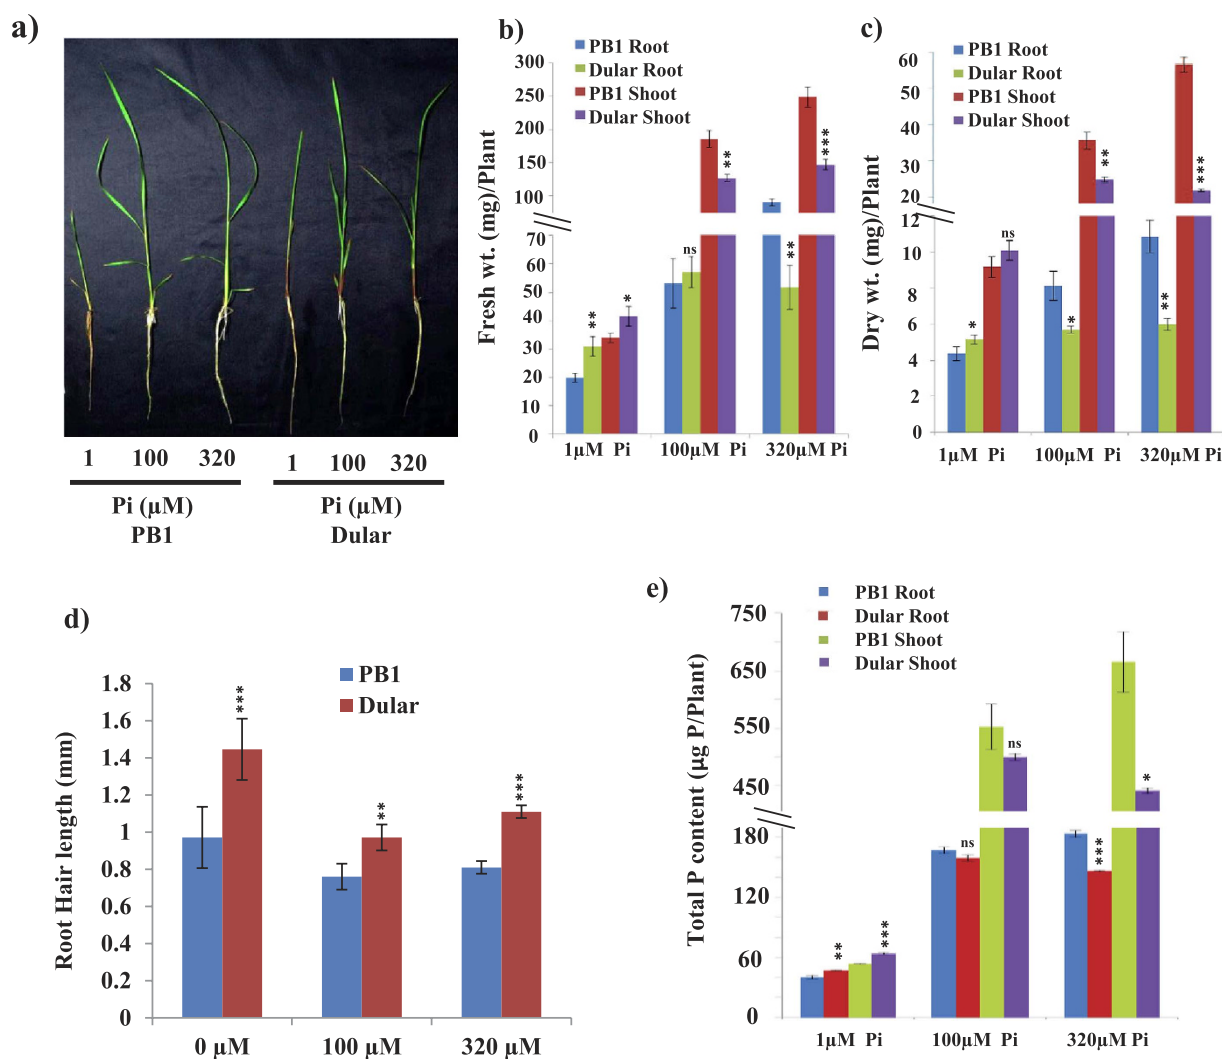 a)
1 100 320 1 100 320
Pi (µM) Pi (µM)
PB1 Dular
b)
PB1 Root
Dular Root
PB1 Shoot
Dular Shoot
Fresh wt. (mg)/Plant
300
250
200
150
100
70
60
50
40
30
20
10
0
**
*
ns
**
**
***
1µM Pi 100µM Pi 320µM Pi
c)
PB1 Root
Dular Root
PB1 Shoot
Dular Shoot
Dry wt. (mg)/Plant
60
50
40
30
20
12
10
8
6
4
2
0
*
ns
*
**
**
***
1µM Pi 100µM Pi 320µM Pi
d)
PB1
Dular
Root Hair length (mm)
1.8
1.6
1.4
1.2
1
0.8
0.6
0.4
0.2
0
***
**
***
0 µM 100 µM 320 µM
e)
PB1 Root
Dular Root
PB1 Shoot
Dular Shoot
Total P content (µg P/Plant)
750
650
550
450
180
120
60
0
**
***
ns
ns
***
*
1µM Pi 100µM Pi 320µM Pi